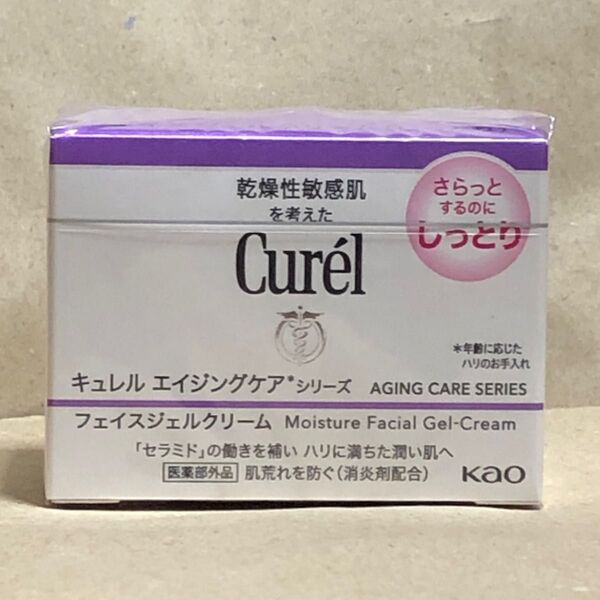 乾燥性敏感肌
を考えた
Curél
さらっと
するのに
しっとり
*年齢に応じた
ハリのお手入れ
キュレル エイジングケア*シリーズ AGING CARE SERIES
フェイスジェルクリーム Moisture Facial Gel-Cream
「セラミド」の働きを補い ハリに満ちた潤い肌へ
医薬部外品 肌荒れを防ぐ(消炎剤配合)
Kao